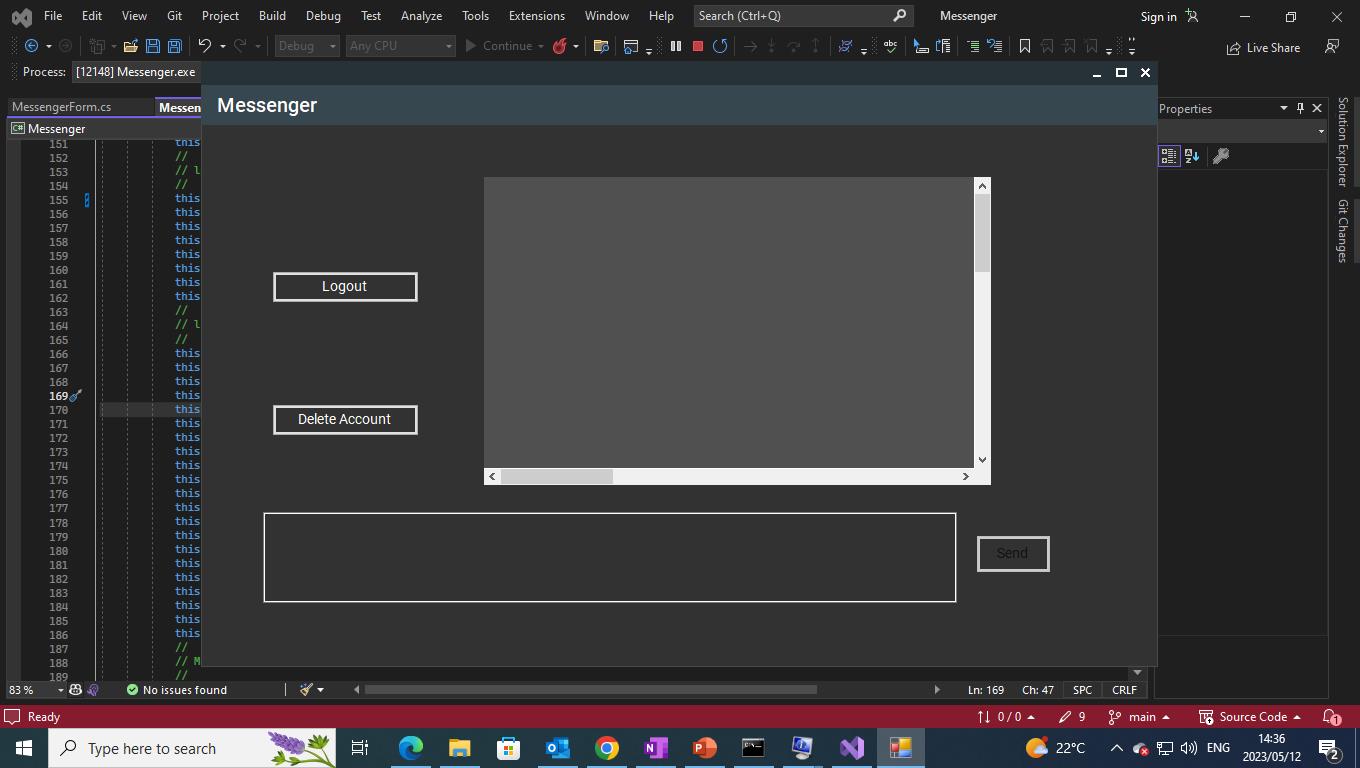 File Edit View Git Project Build Debug Test Analyze Tools Extensions Window Help Search (Ctrl+Q) Messenger Sign in
Debug Any CPU Continue abc Live Share
Process: [12148] Messenger.exe
Messenger
MessengerForm.cs Messen
Messenger
Properties
Solution Explorer
Git Changes
151 this
152 //
153 // l
154 //
155 this
156 this
157 this
158 this
159 this
160 this
161 this
162 this
163 //
164 // l
165 //
166 this
167 this
168 this
169 this
170 this
171 this
172 this
173 this
174 this
175 this
176 this
177 this
178 this
179 this
180 this
181 this
182 this
183 this
184 this
185 this
186 this
187 //
188 // M
189 //
Logout
Delete Account
Send
83 % No issues found Ln: 169 Ch: 47 SPC CRLF
Ready 0 / 0 9 main Source Code 1
Type here to search 22°C ENG 14:36
2023/05/12 2